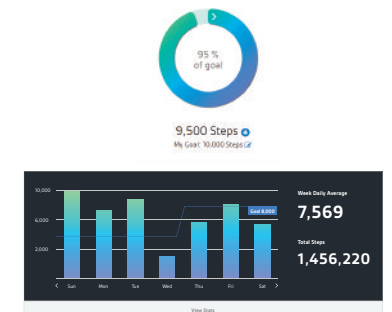 95 %
of goal
9,500 Steps
My Goal: 10,000 Steps
10,000
6,000
2,000
Goal 8,000
Sun Mon Tue Wed Thu Fri Sat
Week Daily Average
7,569
Total Steps
1,456,220
View Stats